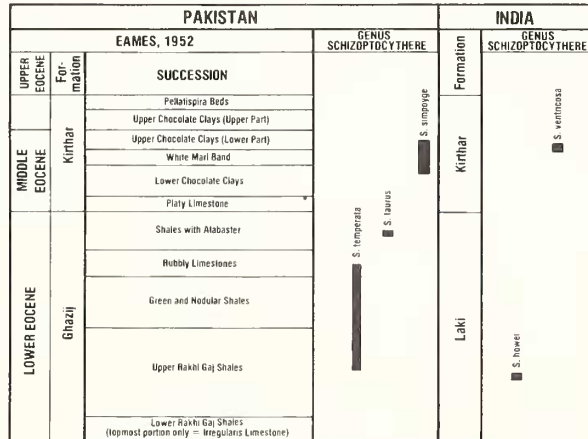 PAKISTAN
INDIA
EAMES, 1952
GENUS
SCHIZOPTOCYTHERE
Formation
GENUS
SCHIZOPTOCYTHERE
UPPER
EOCENE
For-
mation
SUCCESSION
MIDDLE
EOCENE
Kirthar
Pellatispira Beds
Upper Chocolate Clays (Upper Part)
Upper Chocolate Clays (Lower Part)
White Marl Band
Lower Chocolate Clays
Platy Limestone
S. simpoyge
Kirthar
S. ventricosa
LOWER EOCENE
Ghazij
Shales with Alabaster
Rubbly Limestones
Green and Nodular Shales
Upper Rakhi Gaj Shales
Lower Rakhi Gaj Shales
(topmost portion only = Irregularis Limestone)
S. temperata
S. taurus
Laki
S. howei